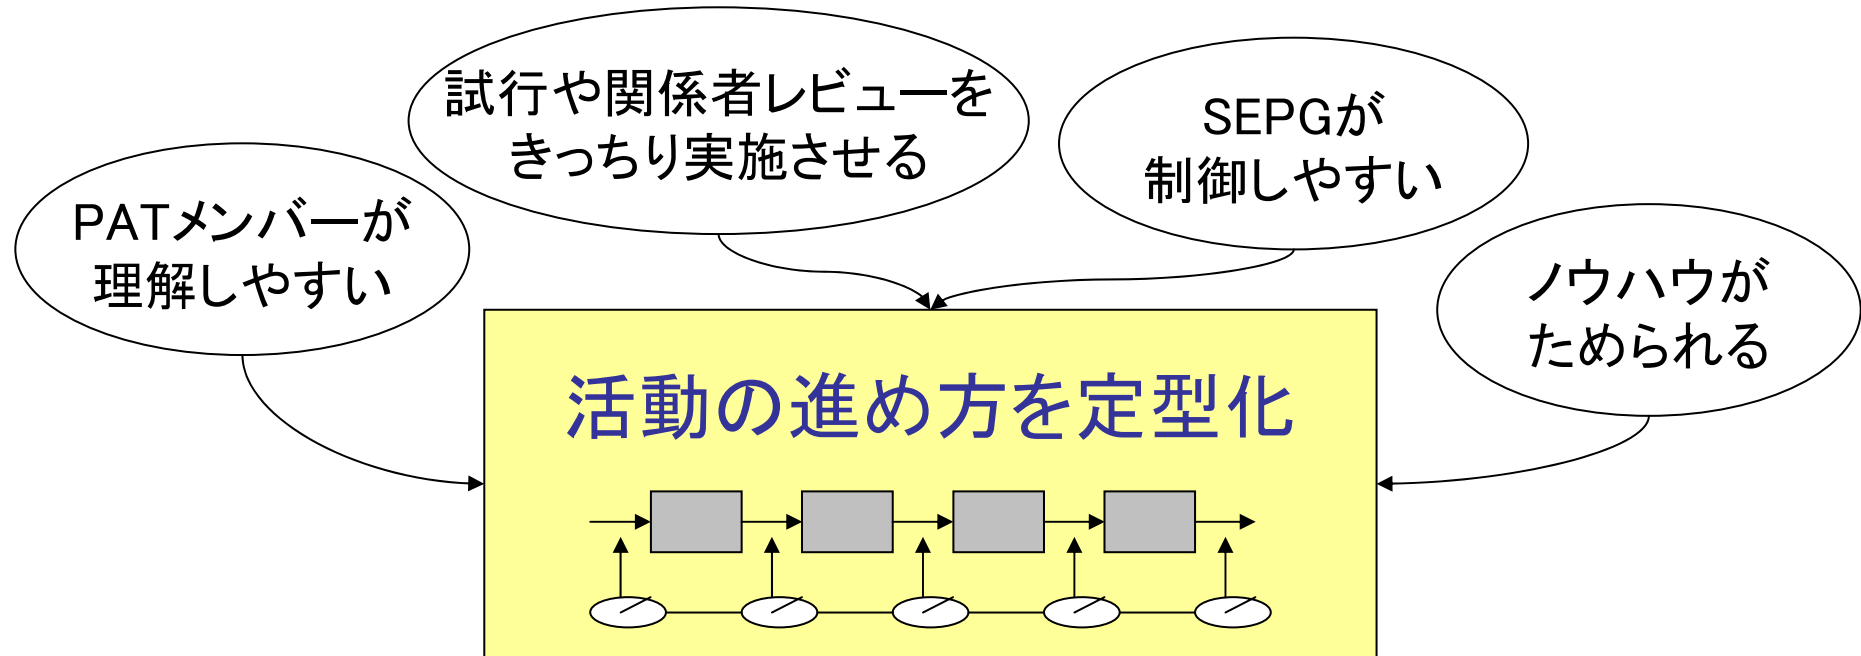 PATメンバーが
理解しやすい
試行や関係者レビューを
きっちり実施させる
SEPGが
制御しやすい
ノウハウが
ためられる
活動の進め方を定型化